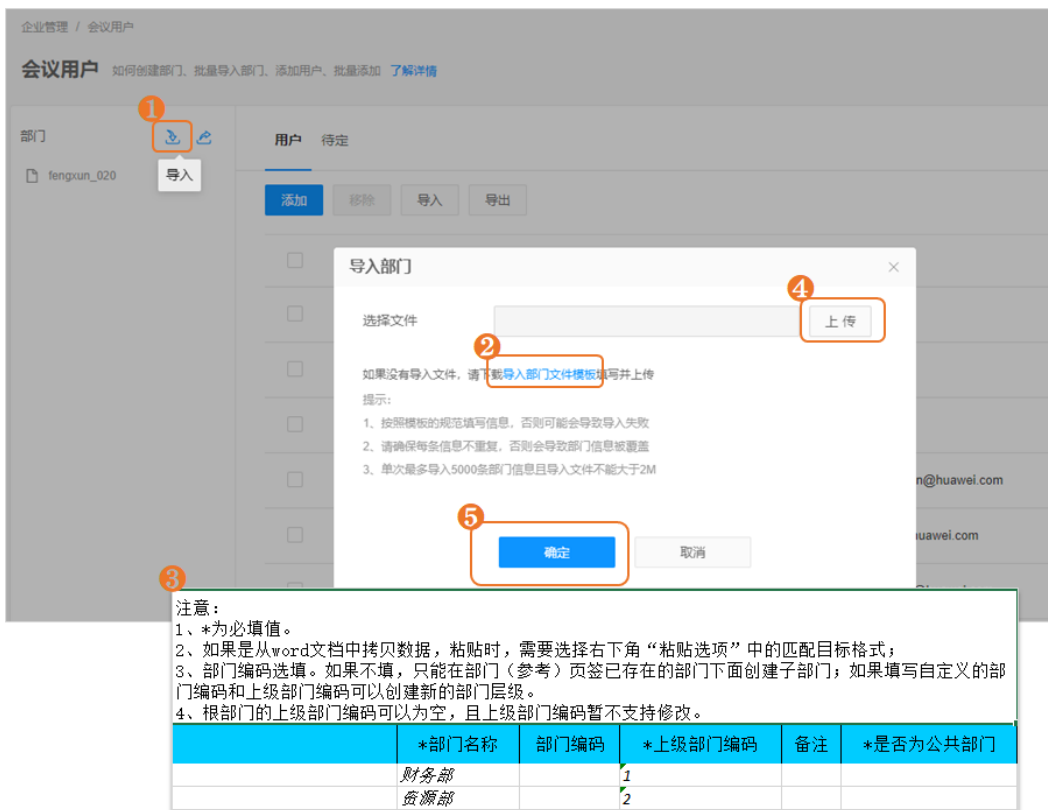 企业管理 / 会议用户
会议用户 如何创建部门、批量导入部门、添加用户、批量添加 了解详情
1
部门
用户 待定
fengxun_020
导入
添加 移除 导入 导出
导入部门
4
选择文件 上 传
2
如果没有导入文件，请下载导入部门文件模板填写并上传
提示：
1、按照模板的规范填写信息，否则可能会导致导入失败
2、请确保每条信息不重复，否则会导致部门信息被覆盖
3、单次最多导入5000条部门信息且导入文件不能大于2M
n@huawei.com
5
确定 取消
uawei.com
3
注意：
1、*为必填值。
2、如果是从word文档中拷贝数据，粘贴时，需要选择右下角“粘贴选项”中的匹配目标格式；
3、部门编码选填。如果不填，只能在部门（参考）页签已存在的部门下面创建子部门；如果填写自定义的部
门编码和上级部门编码可以创建新的部门层级。
4、根部门的上级部门编码可以为空，且上级部门编码暂不支持修改。
*部门名称 部门编码 *上级部门编码 备注 *是否为公共部门
财务部 1
资源部 2